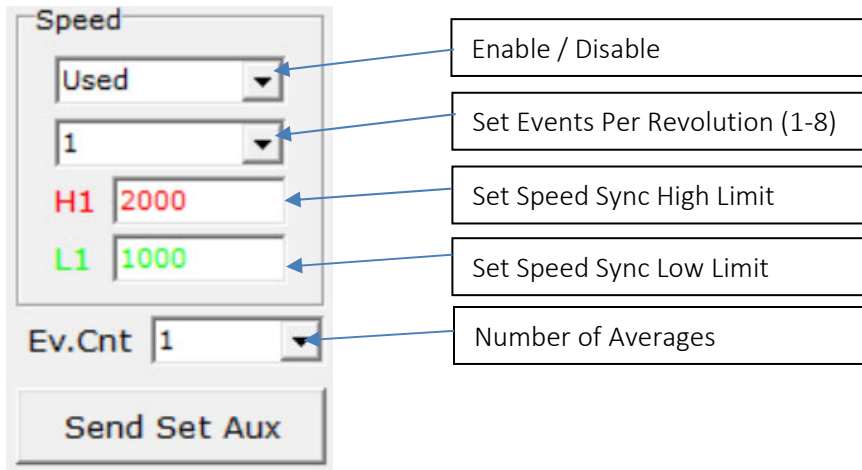 Speed
Used
Enable / Disable
1
Set Events Per Revolution (1-8)
H1 2000
Set Speed Sync High Limit
L1 1000
Set Speed Sync Low Limit
Ev.Cnt 1
Number of Averages
Send Set Aux